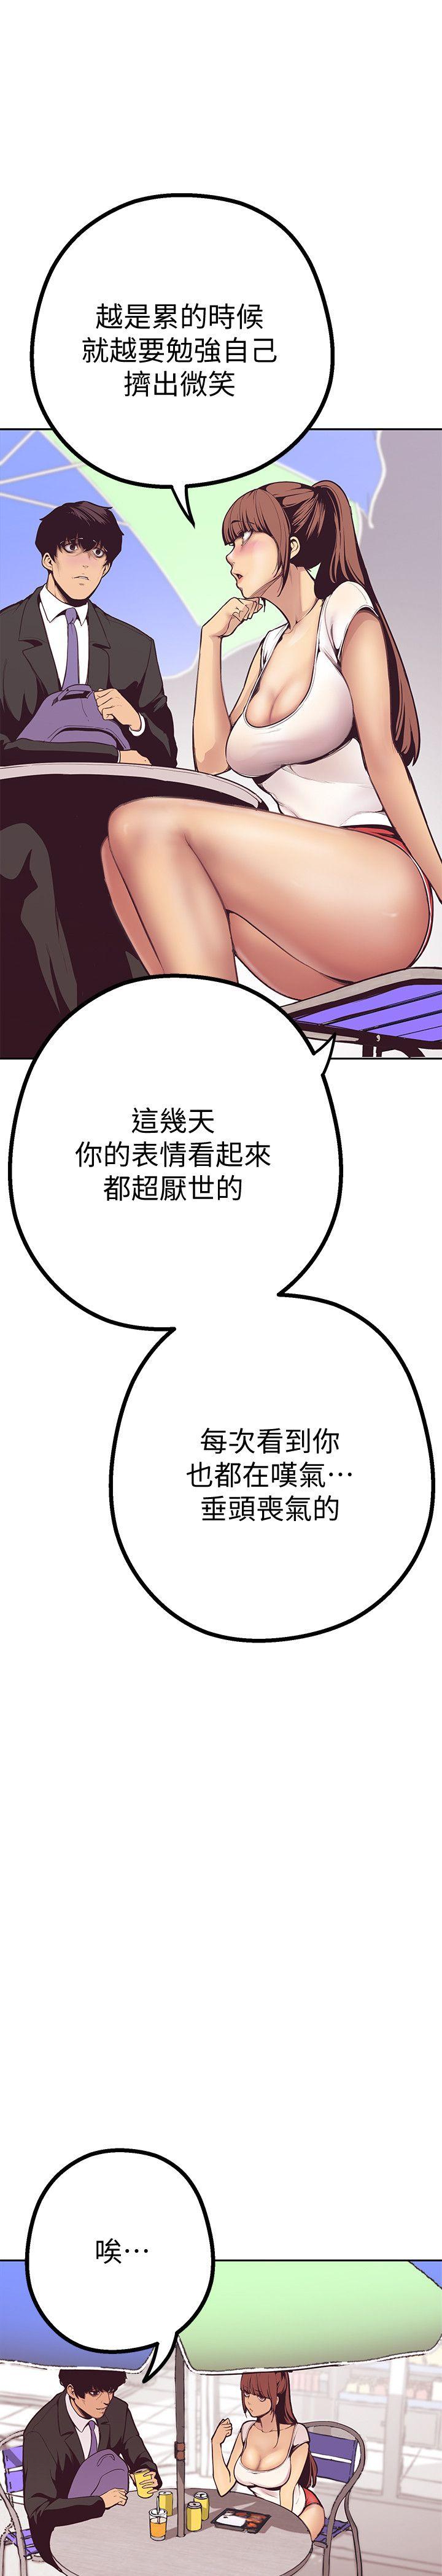 越是累的時候
就越要勉強自己
擠出微笑
9
這幾天
你的表情看起來
都超厭世的
每次看到你
也都在嘆氣…
垂頭喪氣的
唉…